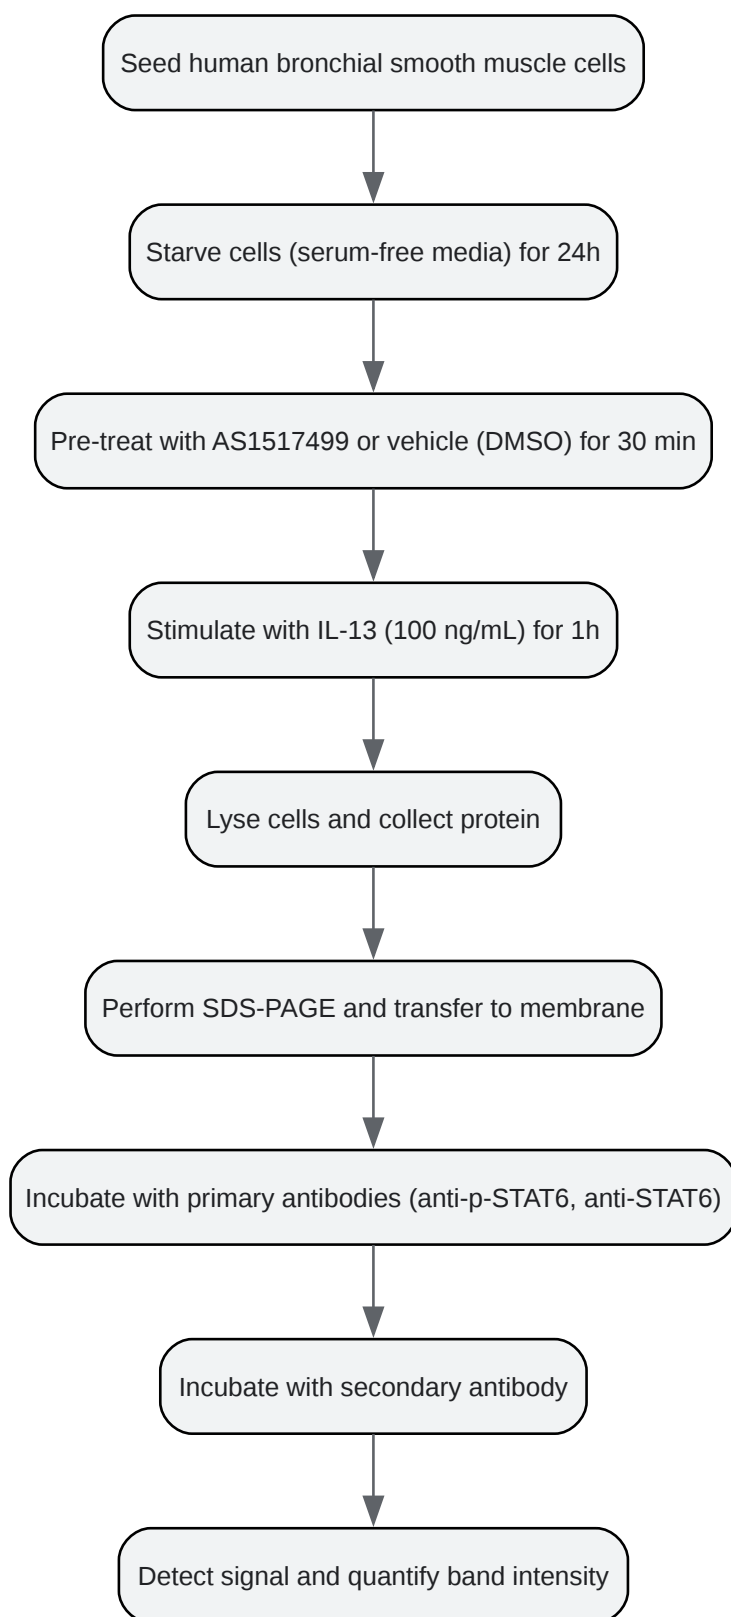 Seed human bronchial smooth muscle cells
Starve cells (serum-free media) for 24h
Pre-treat with AS1517499 or vehicle (DMSO) for 30 min
Stimulate with IL-13 (100 ng/mL) for 1h
Lyse cells and collect protein
Perform SDS-PAGE and transfer to membrane
Incubate with primary antibodies (anti-p-STAT6, anti-STAT6)
Incubate with secondary antibody
Detect signal and quantify band intensity